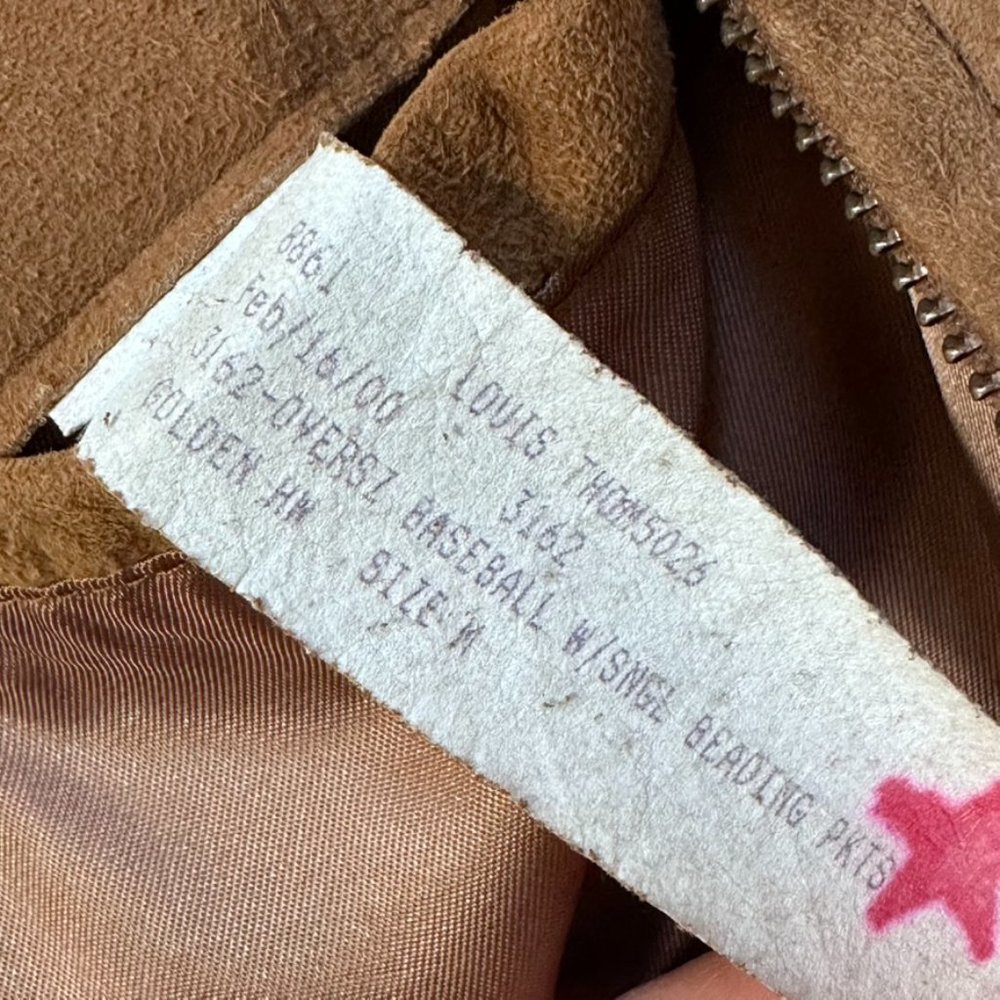 8861 LOUIS THOM5026
Feb/16/00 3162
3162-OVERSZ BASEBALL W/SNGL BEADING PKTS
GOLDEN HW SIZE M